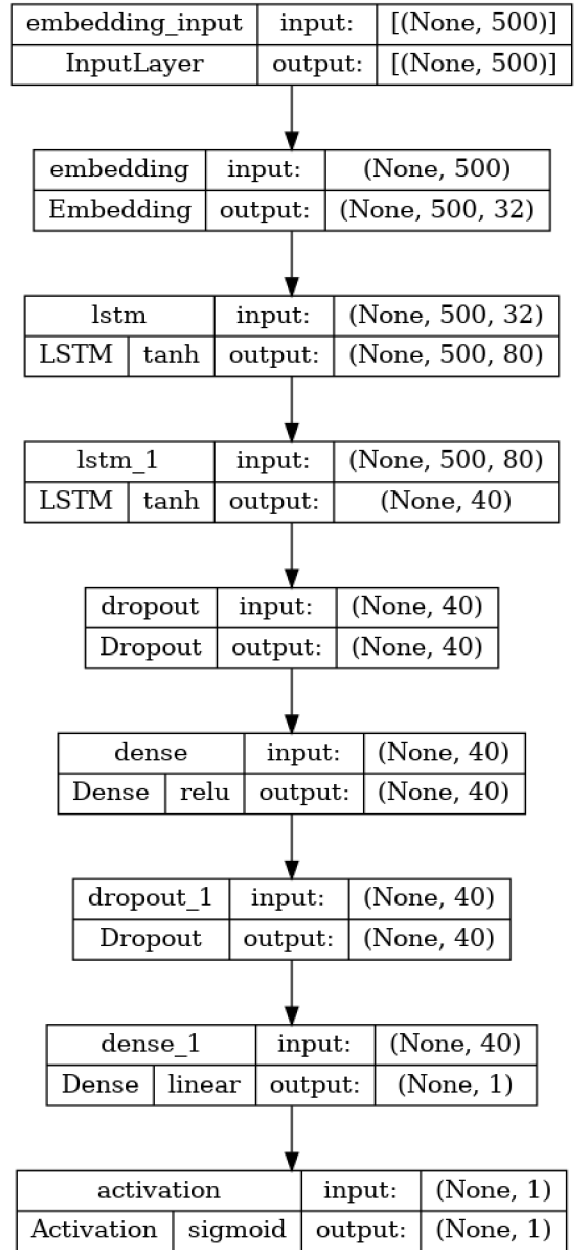 embedding_input input: [(None, 500)]
InputLayer output: [(None, 500)]
embedding input: (None, 500)
Embedding output: (None, 500, 32)
lstm input: (None, 500, 32)
LSTM tanh output: (None, 500, 80)
lstm_1 input: (None, 500, 80)
LSTM tanh output: (None, 40)
dropout input: (None, 40)
Dropout output: (None, 40)
dense input: (None, 40)
Dense relu output: (None, 40)
dropout_1 input: (None, 40)
Dropout output: (None, 40)
dense_1 input: (None, 40)
Dense linear output: (None, 1)
activation input: (None, 1)
Activation sigmoid output: (None, 1)